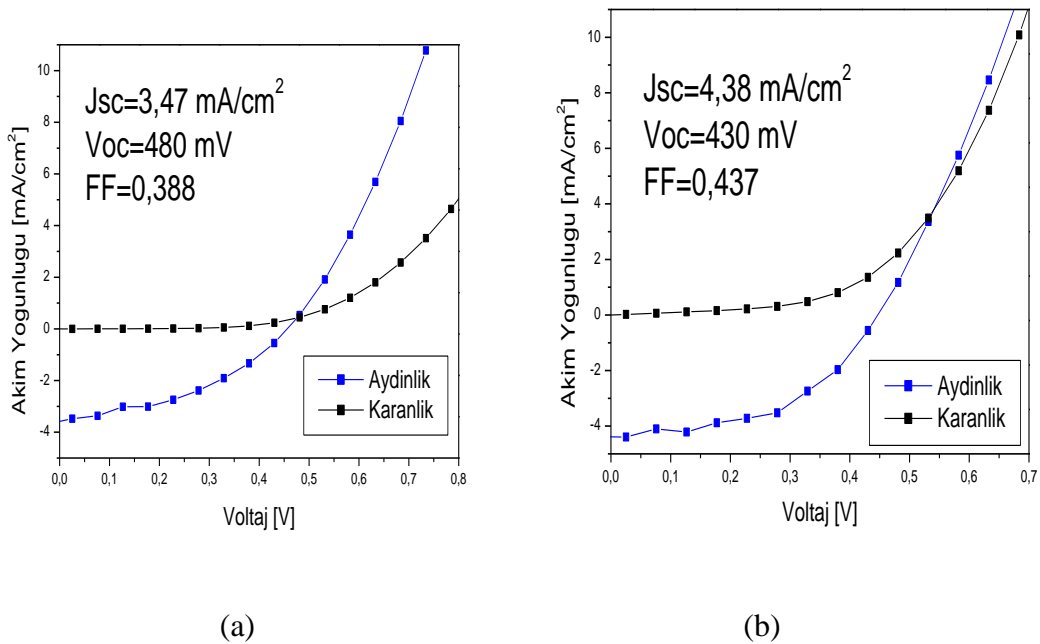 10
8
6
4
2
0
-2
-4
Akim Yogunlugu [mA/cm²]
Jsc=3,47 mA/cm²
Voc=480 mV
FF=0,388
Aydinlik
Karanlik
0,0 0,1 0,2 0,3 0,4 0,5 0,6 0,7 0,8
Voltaj [V]
(a)
10
8
6
4
2
0
-2
-4
Akim Yogunlugu [mA/cm²]
Jsc=4,38 mA/cm²
Voc=430 mV
FF=0,437
Aydinlik
Karanlik
0,0 0,1 0,2 0,3 0,4 0,5 0,6 0,7
Voltaj [V]
(b)